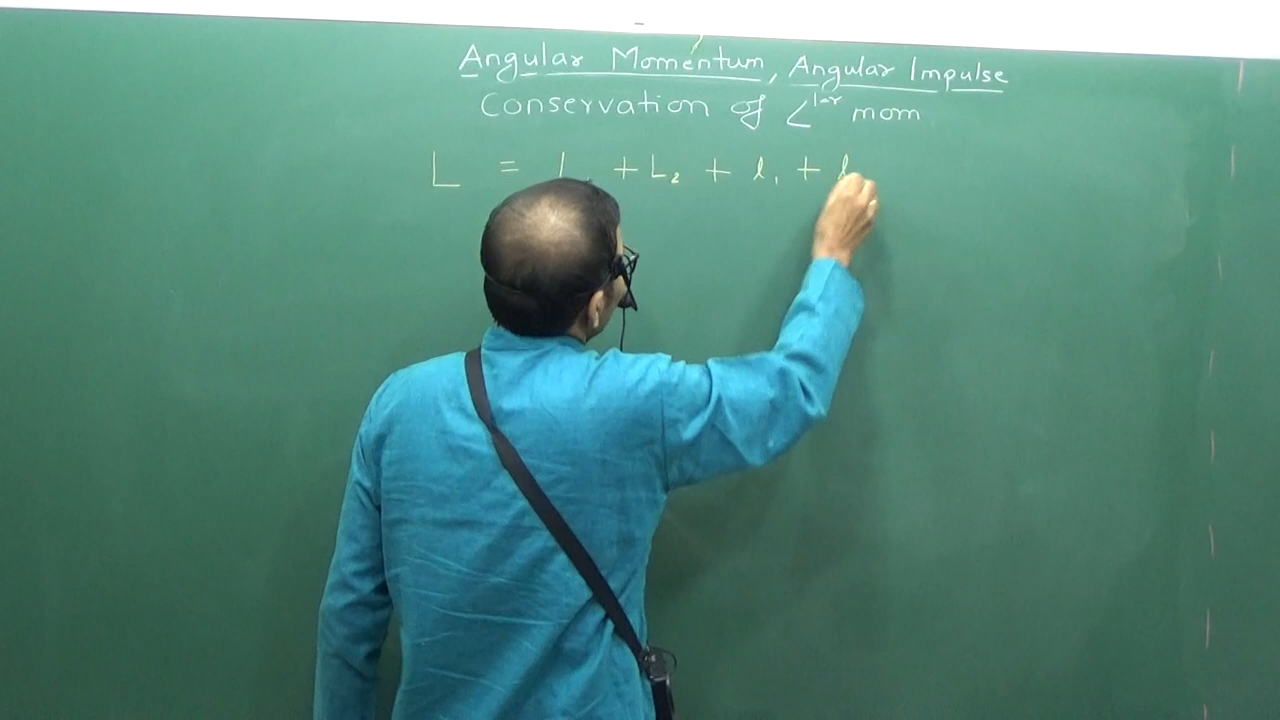 Angular Momentum, Angular Impulse
Conservation of ∠lar mom
L = L + L₂ + l₁ + l